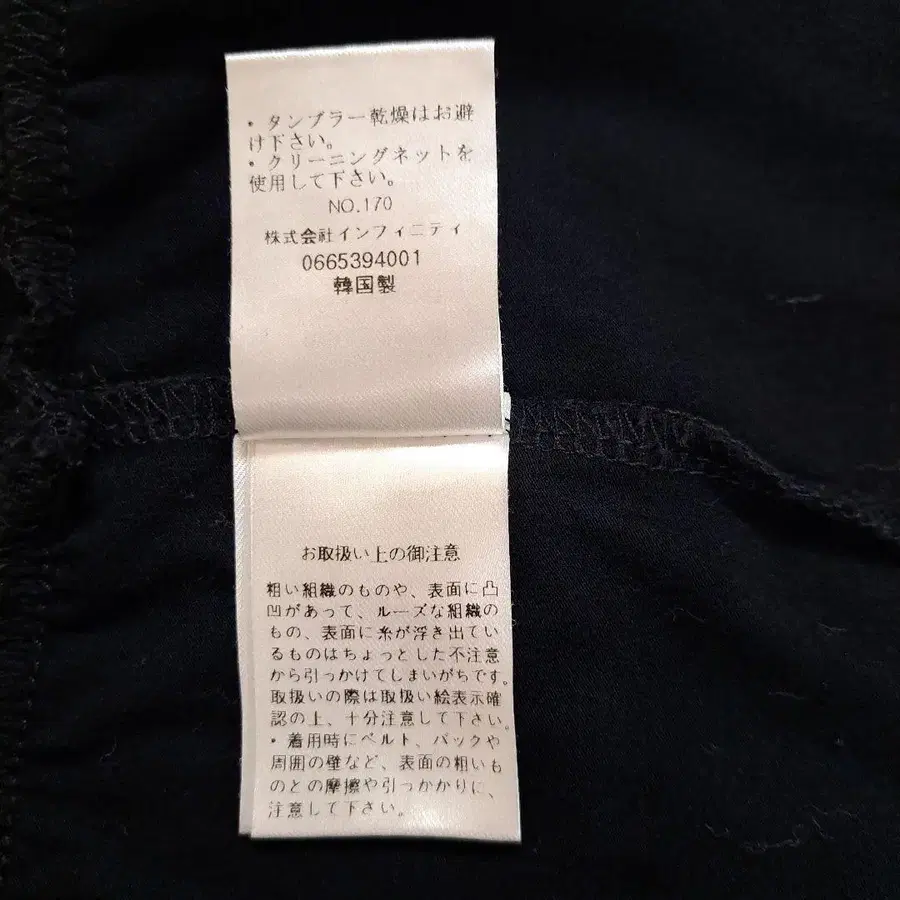 ・タンブラー乾燥はお避
け下さい。
・クリーニングネットを
使用して下さい。
NO.170
株式会社インフィニティ
0665394001
韓国製
お取扱い上の御注意
粗い組織のものや、表面に凸
凹があって、ルーズな組織の
もの、表面に糸が浮き出てい
るものはちょっとした不注意
から引っかけてしまいがちです。
取扱いの際は取扱い絵表示確
認の上、十分注意して下さい。
・着用時にベルト、バックや
周囲の壁など、表面の粗いも
のとの摩擦や引っかかりに、
注意して下さい。